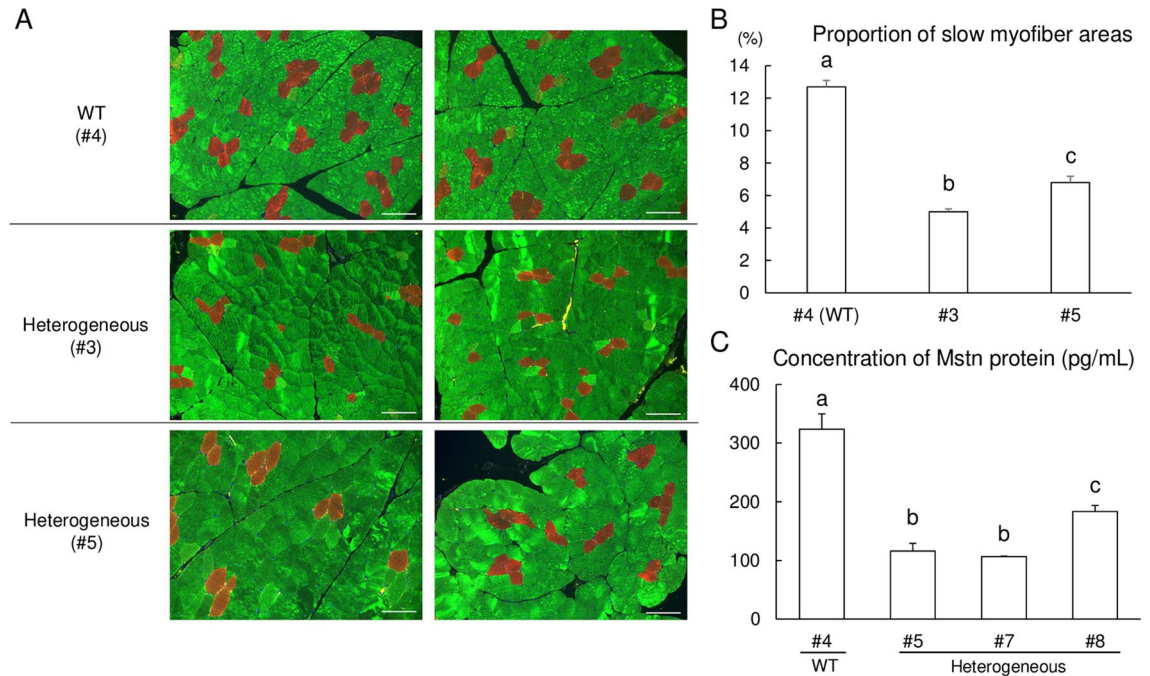 A
WT
(#4)
Heterogeneous
(#3)
Heterogeneous
(#5)
B
(%)
Proportion of slow myofiber areas
14
12
10
8
6
4
2
0
a
b
c
#4 (WT)
#3
#5
C
Concentration of Mstn protein (pg/mL)
400
300
200
100
0
a
b
b
c
#4
#5
#7
#8
WT
Heterogeneous